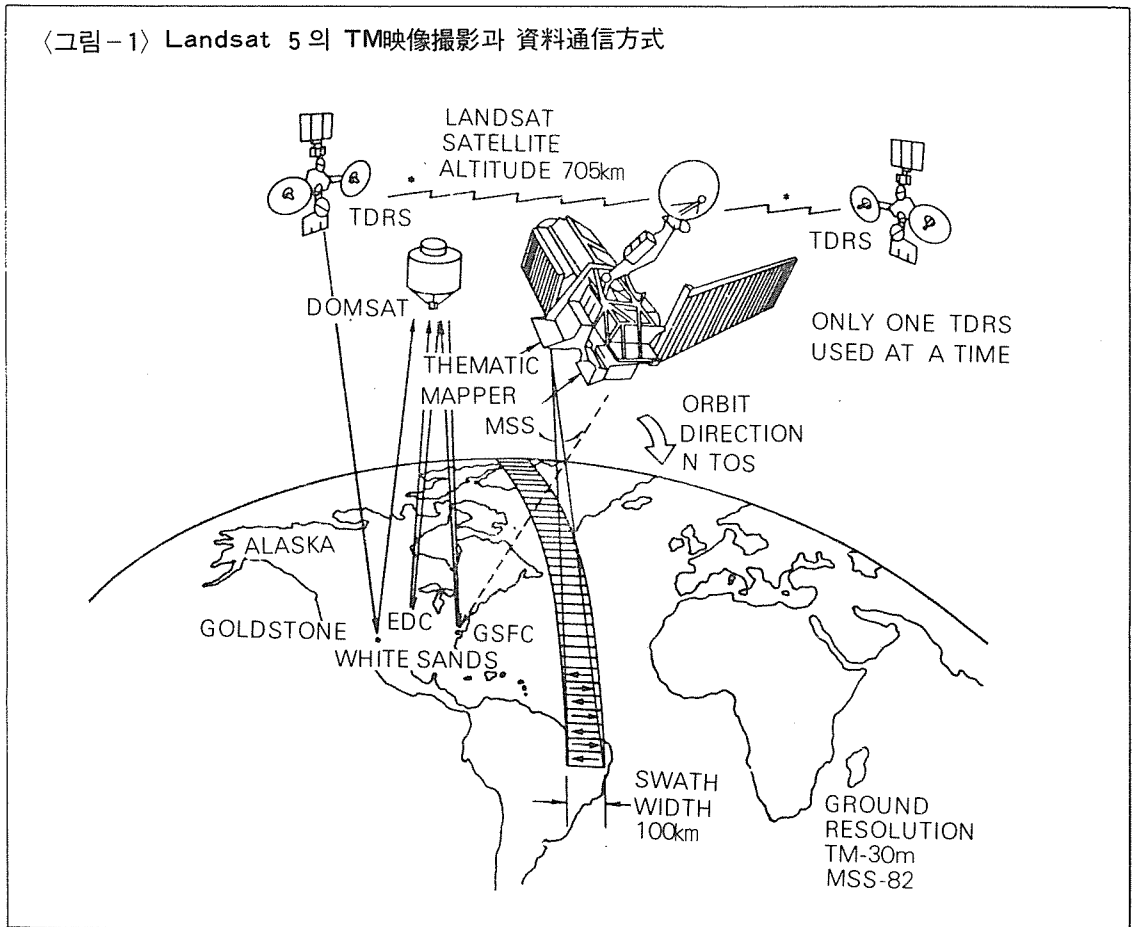 〈그림-1〉 Landsat 5의 TM映像撮影과 資料通信方式
LANDSAT
SATELLITE
ALTITUDE 705km
TDRS
TDRS
DOMSAT
ONLY ONE TDRS
USED AT A TIME
THEMATIC
MAPPER
MSS
ORBIT
DIRECTION
N TOS
ALASKA
GOLDSTONE
EDC
GSFC
WHITE SANDS
SWATH
WIDTH
100km
GROUND
RESOLUTION
TM-30m
MSS-82